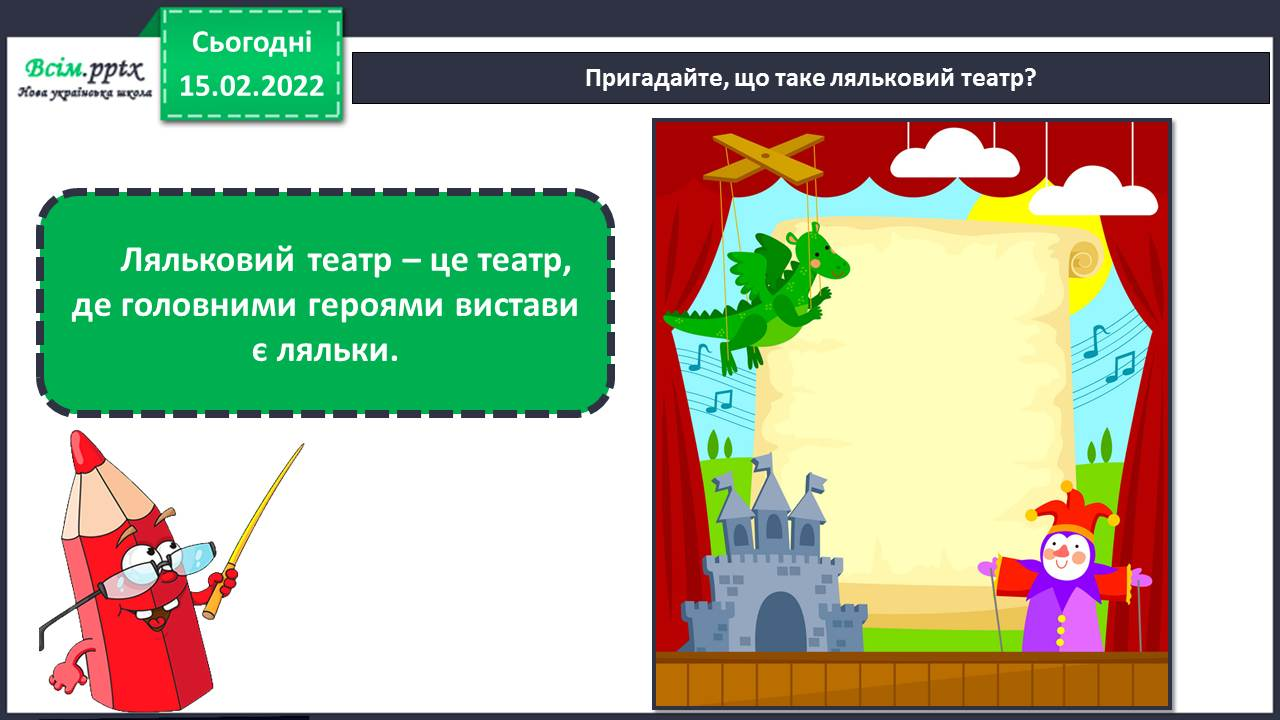 Сьогодні
15.02.2022
Всім.pptx
Нова українська школа
Пригадайте, що таке ляльковий театр?
Ляльковий театр – це театр,
де головними героями вистави
є ляльки.